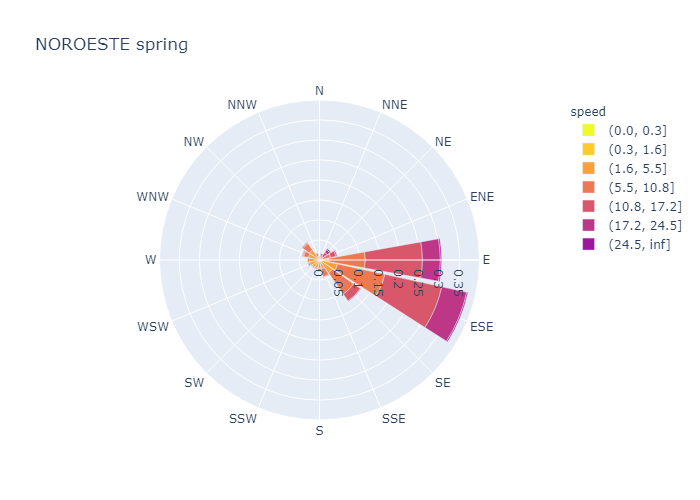 NOROESTE spring
N
NNE
NE
ENE
E
ESE
SE
SSE
S
SSW
SW
WSW
W
WNW
NW
NNW
0
0.05
0.1
0.15
0.2
0.25
0.3
0.35
speed
(0.0, 0.3]
(0.3, 1.6]
(1.6, 5.5]
(5.5, 10.8]
(10.8, 17.2]
(17.2, 24.5]
(24.5, inf]